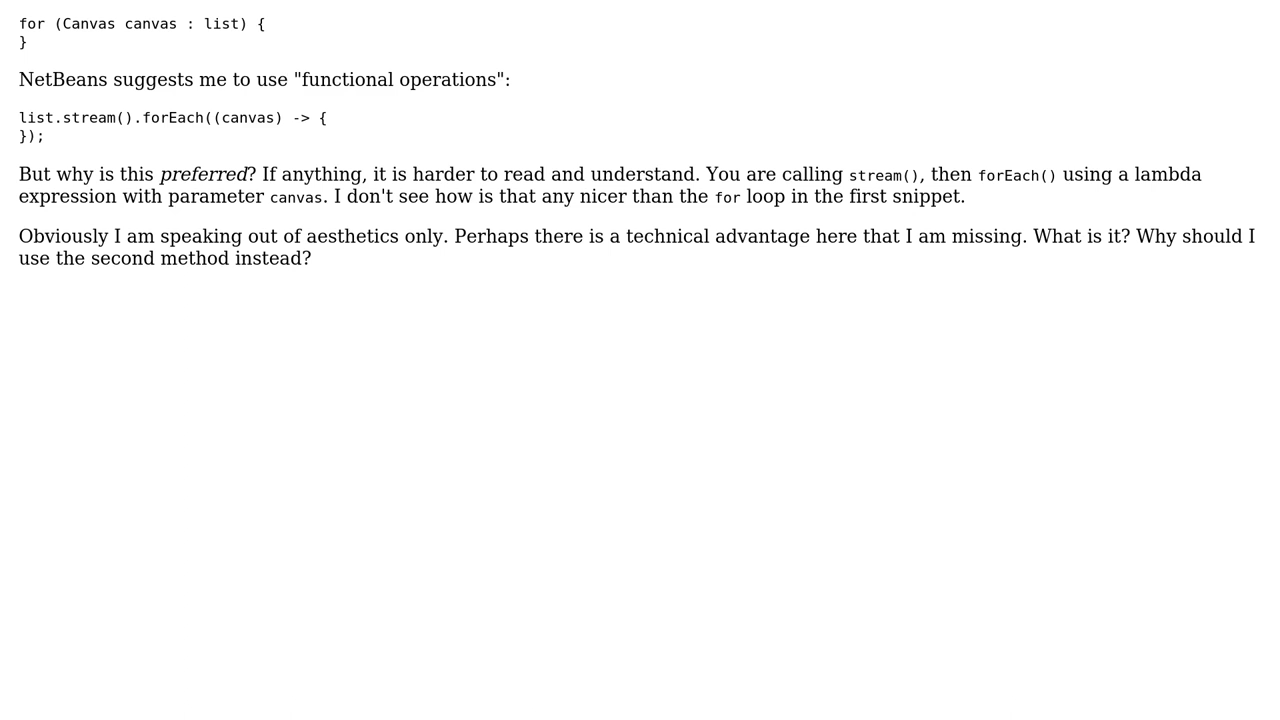 for (Canvas canvas : list) {
}
NetBeans suggests me to use "functional operations":
list.stream().forEach((canvas) -> {
});
But why is this preferred? If anything, it is harder to read and understand. You are calling stream(), then forEach() using a lambda
expression with parameter canvas. I don't see how is that any nicer than the for loop in the first snippet.
Obviously I am speaking out of aesthetics only. Perhaps there is a technical advantage here that I am missing. What is it? Why should I
use the second method instead?